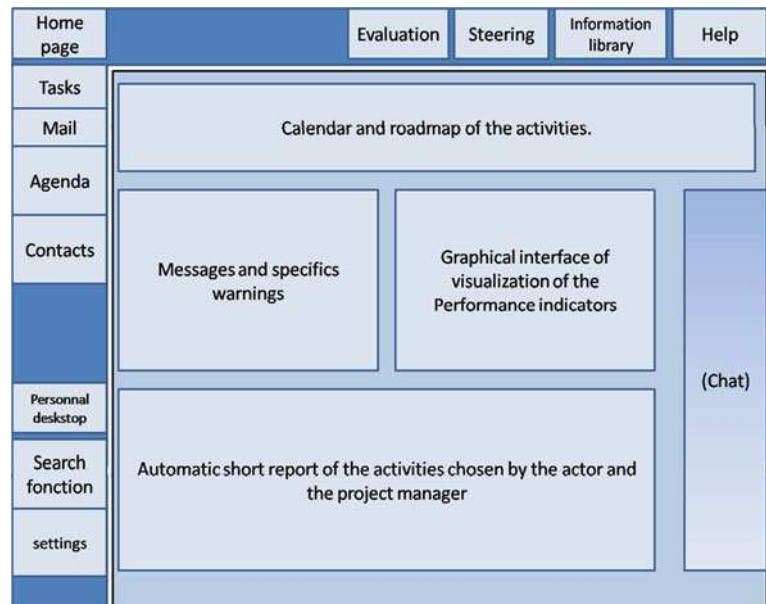 Home
page
Evaluation
Steering
Information
library
Help
Tasks
Mail
Agenda
Contacts
Personnal
deskstop
Search
fonction
settings
Calendar and roadmap of the activities.
Messages and specifics
warnings
Graphical interface of
visualization of the
Performance indicators
(Chat)
Automatic short report of the activities chosen by the actor and
the project manager